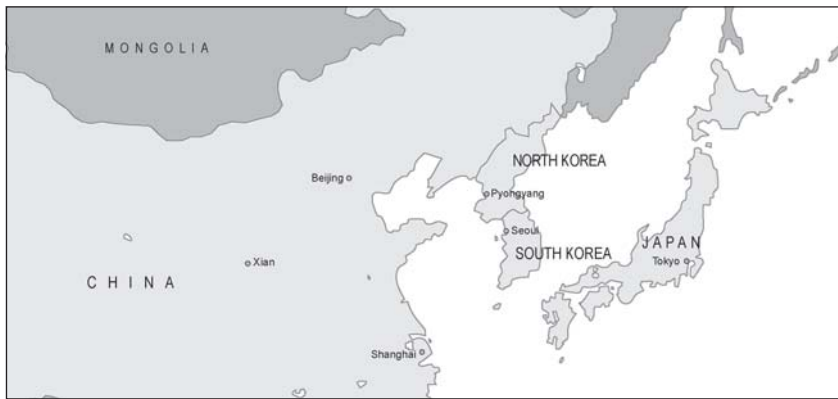 MONGOLIA
NORTH KOREA
Beijing
Pyongyang
Seoul
JAPAN
SOUTH KOREA
Tokyo
Xian
CHINA
Shanghai